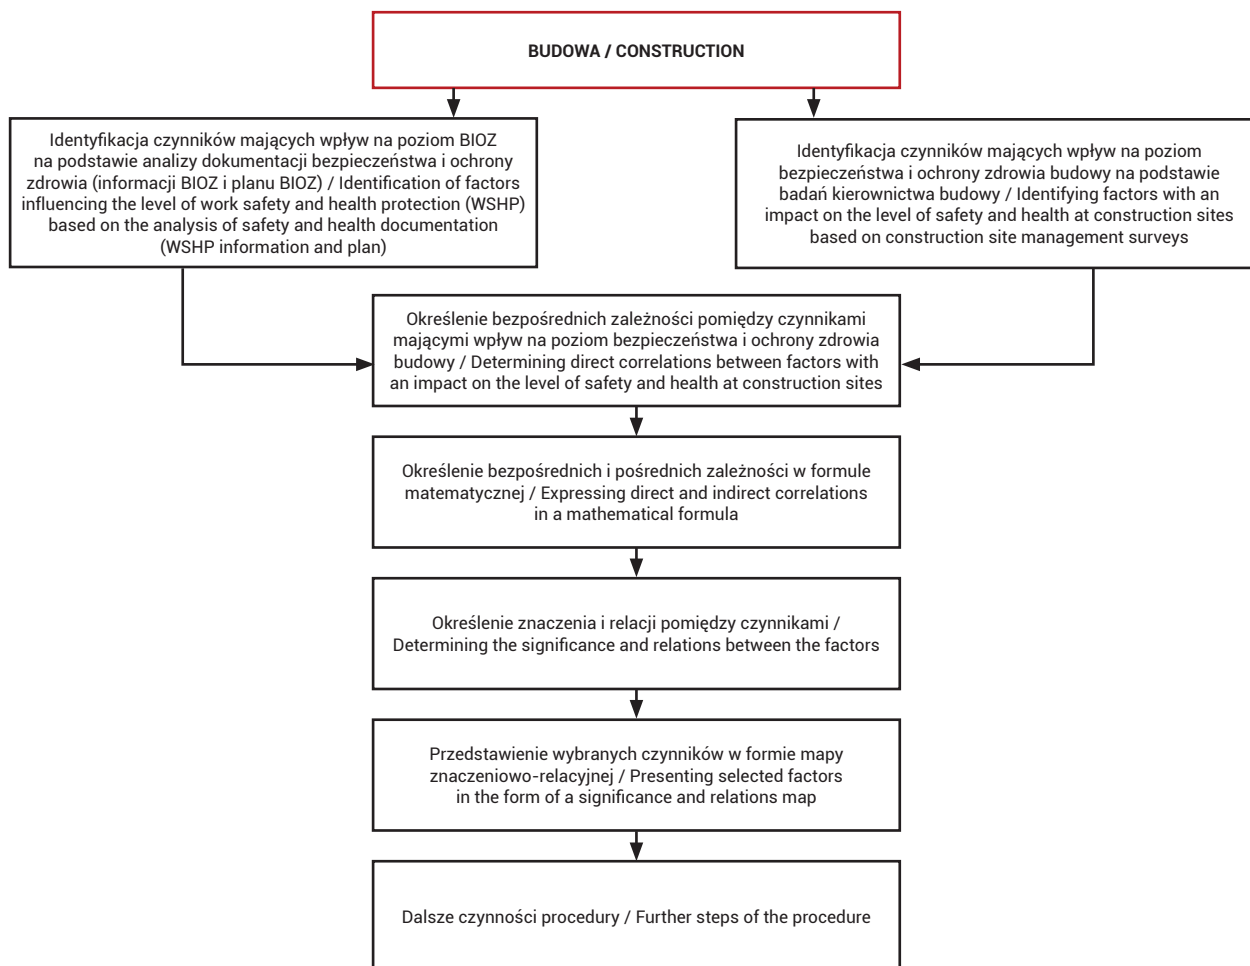 BUDOWA / CONSTRUCTION
Identyfikacja czynników mających wpływ na poziom BIOZ
na podstawie analizy dokumentacji bezpieczeństwa i ochrony
zdrowia (informacji BIOZ i planu BIOZ) / Identification of factors
influencing the level of work safety and health protection (WSHP)
based on the analysis of safety and health documentation
(WSHP information and plan)
Identyfikacja czynników mających wpływ na poziom
bezpieczeństwa i ochrony zdrowia budowy na podstawie
badań kierownictwa budowy / Identifying factors with an
impact on the level of safety and health at construction sites
based on construction site management surveys
Określenie bezpośrednich zależności pomiędzy czynnikami
mającymi wpływ na poziom bezpieczeństwa i ochrony zdrowia
budowy / Determining direct correlations between factors with
an impact on the level of safety and health at construction sites
Określenie bezpośrednich i pośrednich zależności w formule
matematycznej / Expressing direct and indirect correlations
in a mathematical formula
Określenie znaczenia i relacji pomiędzy czynnikami /
Determining the significance and relations between the factors
Przedstawienie wybranych czynników w formie mapy
znaczeniowo-relacyjnej / Presenting selected factors
in the form of a significance and relations map
Dalsze czynności procedury / Further steps of the procedure